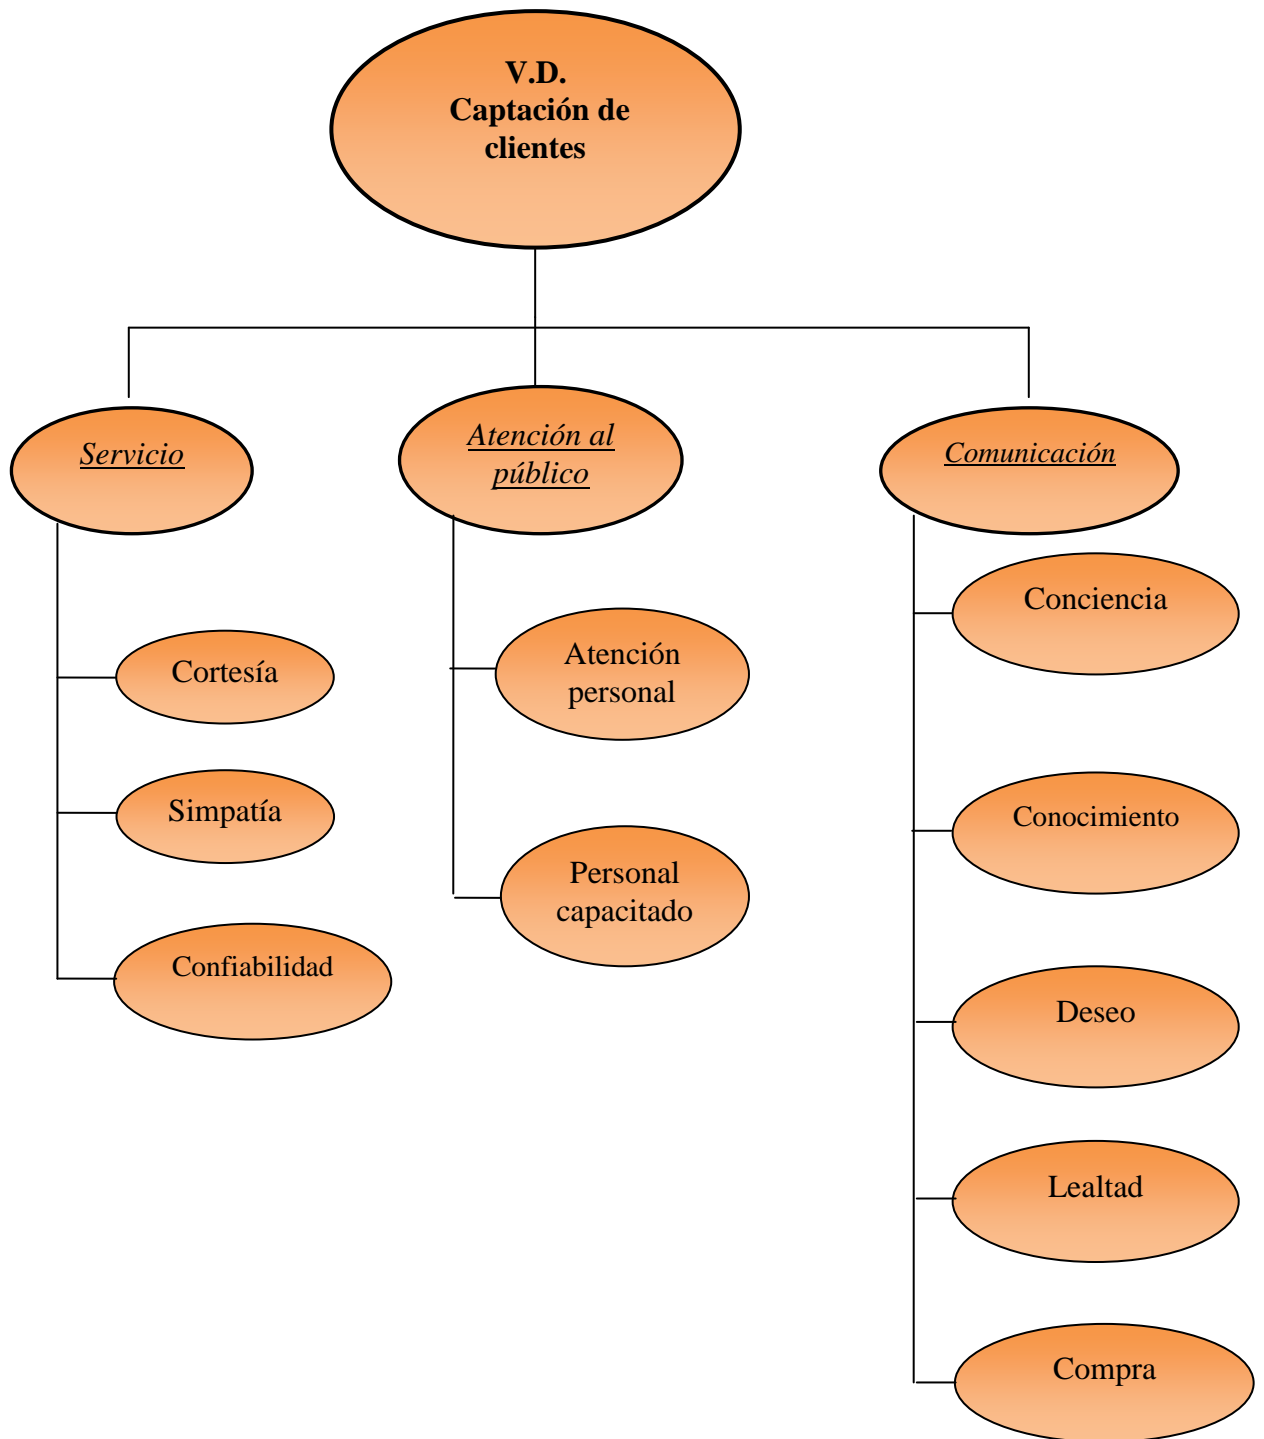 V.D.
Captación de
clientes
Servicio
Cortesía
Simpatía
Confiabilidad
Atención al
público
Atención
personal
Personal
capacitado
Comunicación
Conciencia
Conocimiento
Deseo
Lealtad
Compra